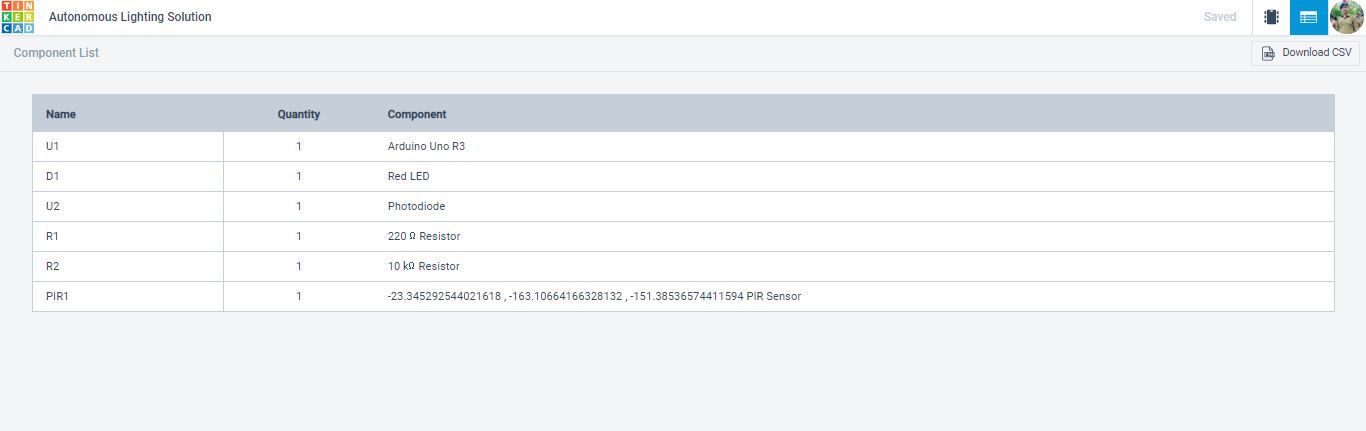 TIN
KER
CAD
Autonomous Lighting Solution
Saved
Component List
Download CSV
Name Quantity Component
U1 1 Arduino Uno R3
D1 1 Red LED
U2 1 Photodiode
R1 1 220 Ω Resistor
R2 1 10 kΩ Resistor
PIR1 1 -23.345292544021618 , -163.10664166328132 , -151.38536574411594 PIR Sensor